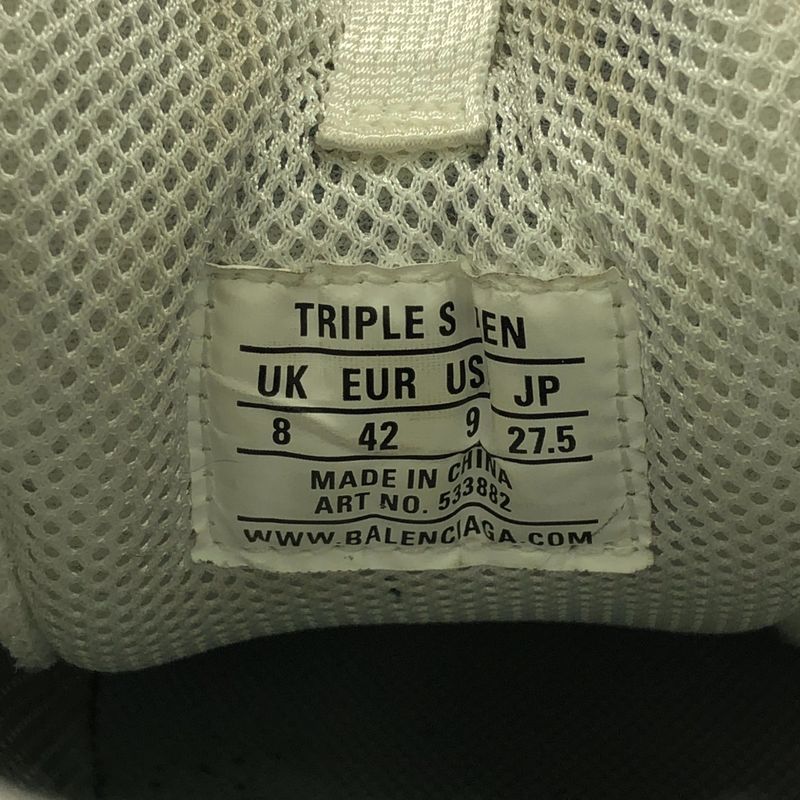 TRIPLE S MEN
UK EUR US JP
8 42 9 27.5
MADE IN CHINA
ART NO. 533882
WWW.BALENCIAGA.COM